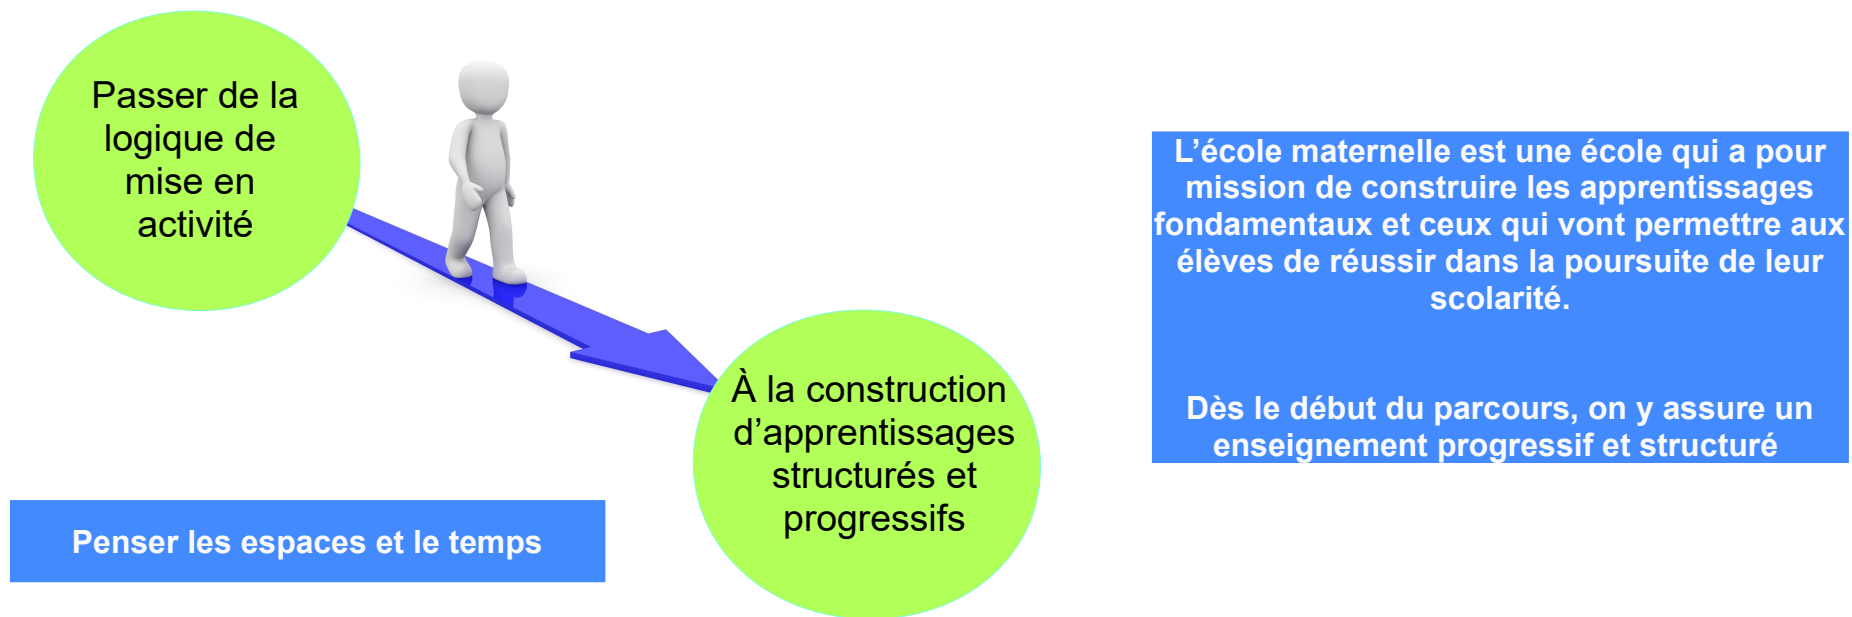 Passer de la
logique de
mise en
activité
À la construction
d’apprentissages
structurés et
progressifs
Penser les espaces et le temps
L’école maternelle est une école qui a pour
mission de construire les apprentissages
fondamentaux et ceux qui vont permettre aux
élèves de réussir dans la poursuite de leur
scolarité.
Dès le début du parcours, on y assure un
enseignement progressif et structuré